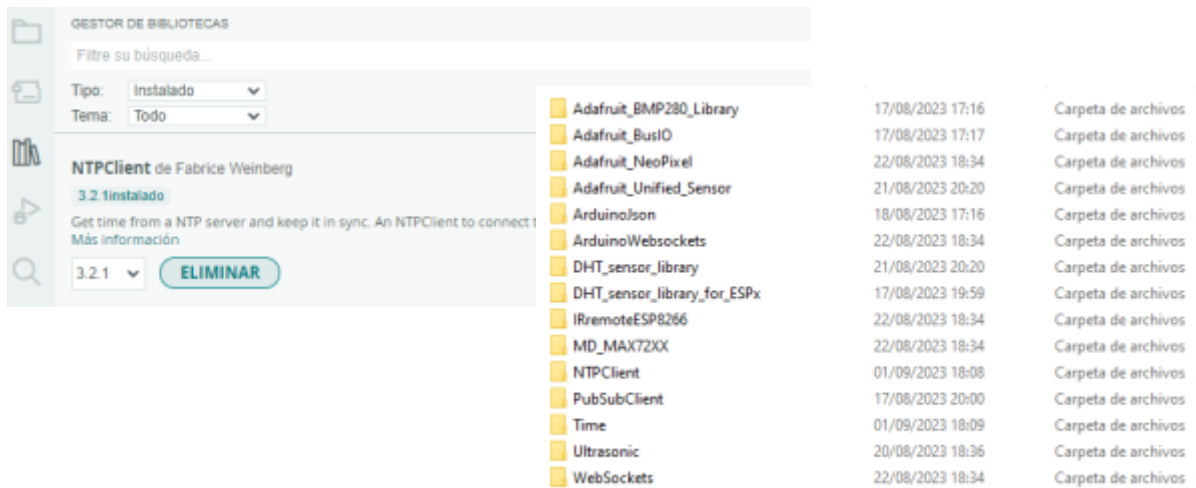 GESTOR DE BIBLIOTECAS
Filtre su búsqueda...
Tipo: Instalado
Tema: Todo
NTPClient de Fabrice Weinberg
3.2.1instalado
Get time from a NTP server and keep it in sync. An NTPClient to connect t
Más información
3.2.1 ELIMINAR
Adafruit_BMP280_Library 17/08/2023 17:16 Carpeta de archivos
Adafruit_BusIO 17/08/2023 17:17 Carpeta de archivos
Adafruit_NeoPixel 22/08/2023 18:34 Carpeta de archivos
Adafruit_Unified_Sensor 21/08/2023 20:20 Carpeta de archivos
ArduinoJson 18/08/2023 17:16 Carpeta de archivos
ArduinoWebsockets 22/08/2023 18:34 Carpeta de archivos
DHT_sensor_library 21/08/2023 20:20 Carpeta de archivos
DHT_sensor_library_for_ESPx 17/08/2023 19:59 Carpeta de archivos
IRremoteESP8266 22/08/2023 18:34 Carpeta de archivos
MD_MAX72XX 22/08/2023 18:34 Carpeta de archivos
NTPClient 01/09/2023 18:08 Carpeta de archivos
PubSubClient 17/08/2023 20:00 Carpeta de archivos
Time 01/09/2023 18:09 Carpeta de archivos
Ultrasonic 20/08/2023 18:36 Carpeta de archivos
WebSockets 22/08/2023 18:34 Carpeta de archivos